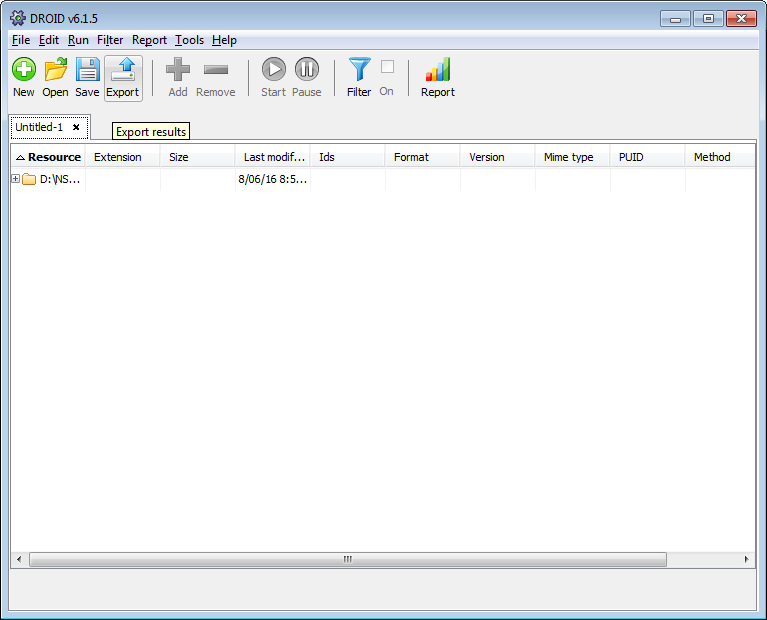 DROID v6.1.5
File Edit Run Filter Report Tools Help
New Open Save Export Add Remove Start Pause Filter On Report
Untitled-1
Export results
Resource Extension Size Last modif... Ids Format Version Mime type PUID Method
D:\NS... 8/06/16 8:5...